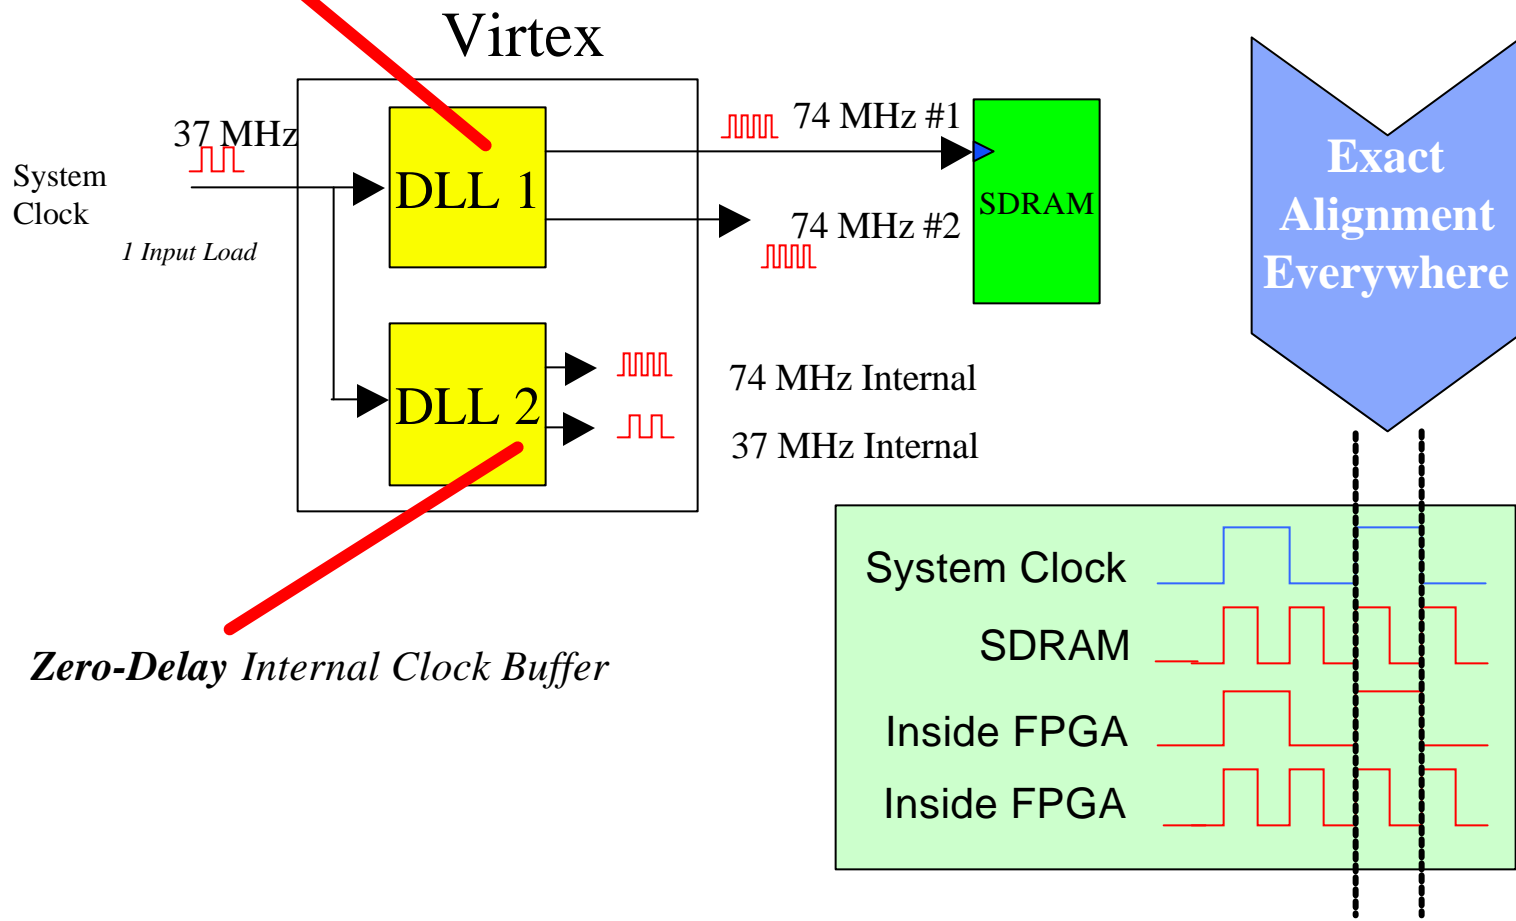 Virtex
37 MHz
System
Clock
1 Input Load
DLL 1
74 MHz #1
74 MHz #2
SDRAM
Exact
Alignment
Everywhere
DLL 2
74 MHz Internal
37 MHz Internal
Zero-Delay Internal Clock Buffer
System Clock
SDRAM
Inside FPGA
Inside FPGA